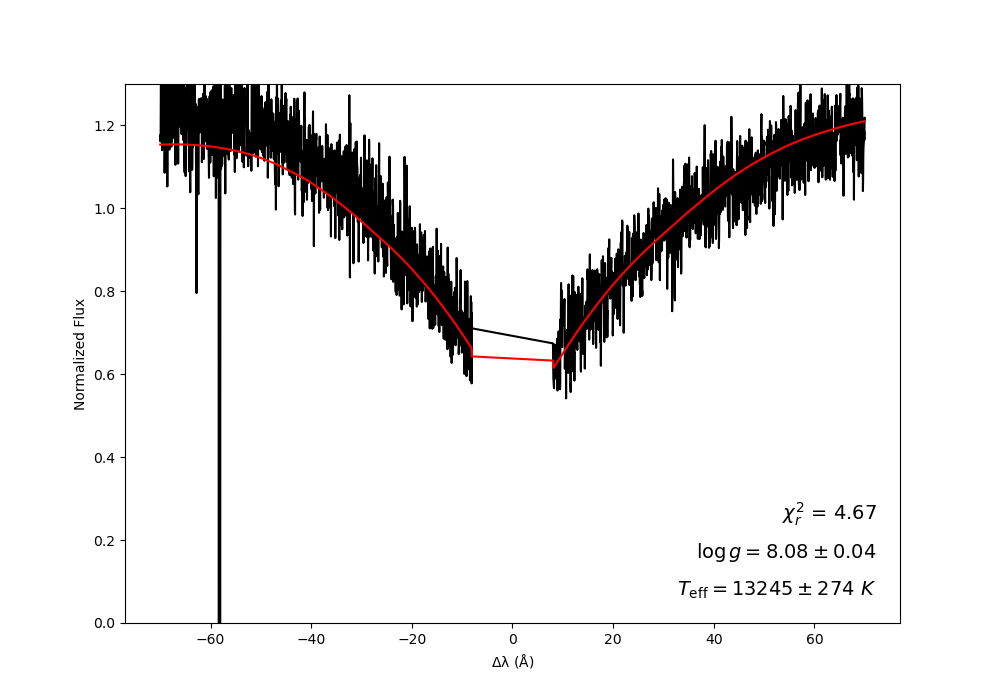 1.2
1.0
0.8
0.6
0.4
0.2
0.0
Normalized Flux
χ²ᵣ = 4.67
log g = 8.08 ± 0.04
T_eff = 13245 ± 274 K
−60 −40 −20 0 20 40 60
Δλ (Å)